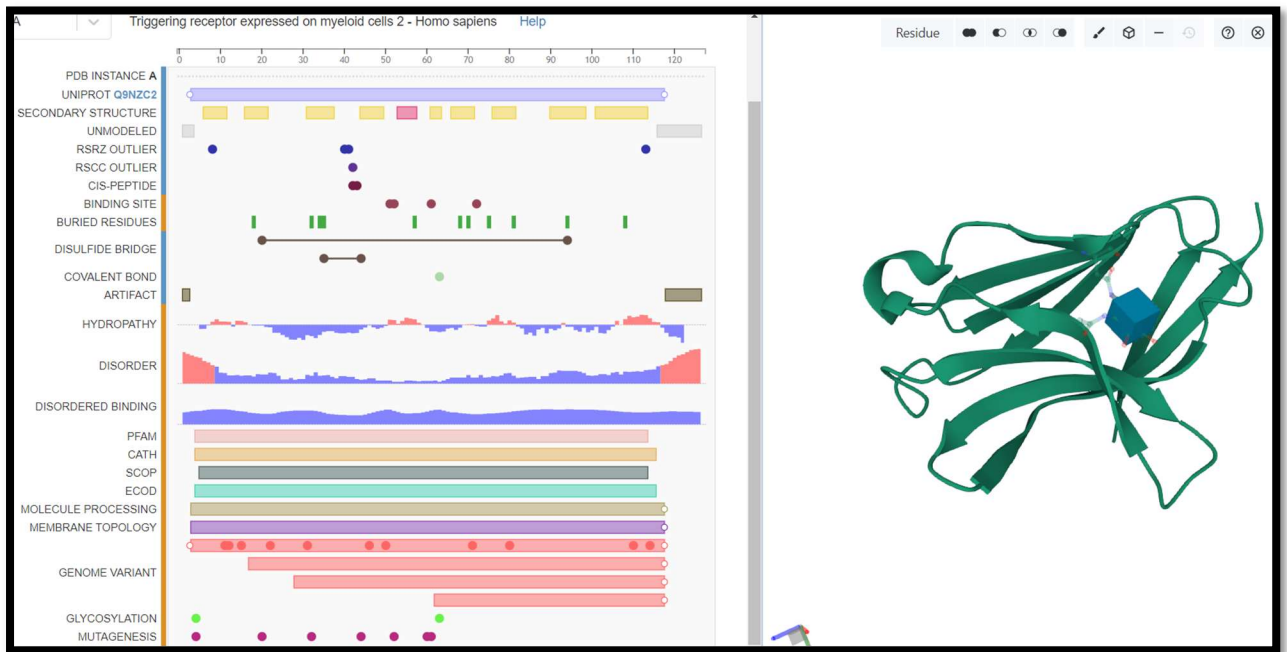 A
Triggering receptor expressed on myeloid cells 2 - Homo sapiens Help
Residue
0 10 20 30 40 50 60 70 80 90 100 110 120
PDB INSTANCE A
UNIPROT Q9NZC2
SECONDARY STRUCTURE
UNMODELED
RSRZ OUTLIER
RSCC OUTLIER
CIS-PEPTIDE
BINDING SITE
BURIED RESIDUES
DISULFIDE BRIDGE
COVALENT BOND
ARTIFACT
HYDROPATHY
DISORDER
DISORDERED BINDING
PFAM
CATH
SCOP
ECOD
MOLECULE PROCESSING
MEMBRANE TOPOLOGY
GENOME VARIANT
GLYCOSYLATION
MUTAGENESIS